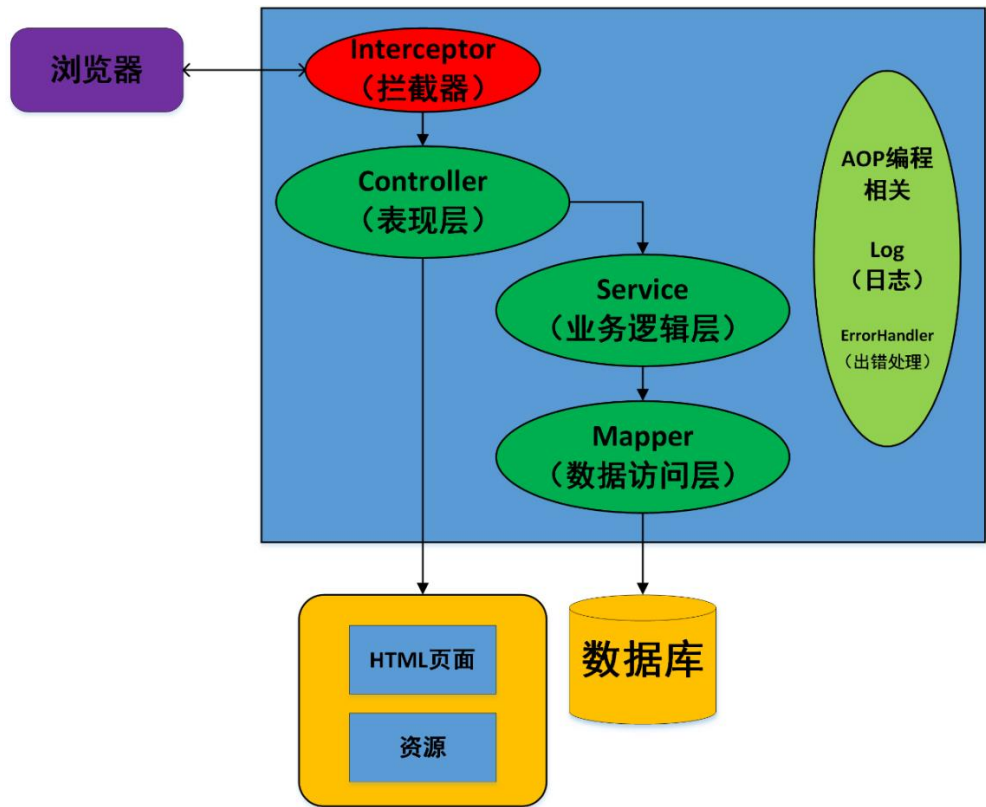 浏览器
Interceptor
（拦截器）
Controller
（表现层）
Service
（业务逻辑层）
Mapper
（数据访问层）
AOP编程
相关
Log
（日志）
ErrorHandler
（出错处理）
HTML页面
资源
数据库